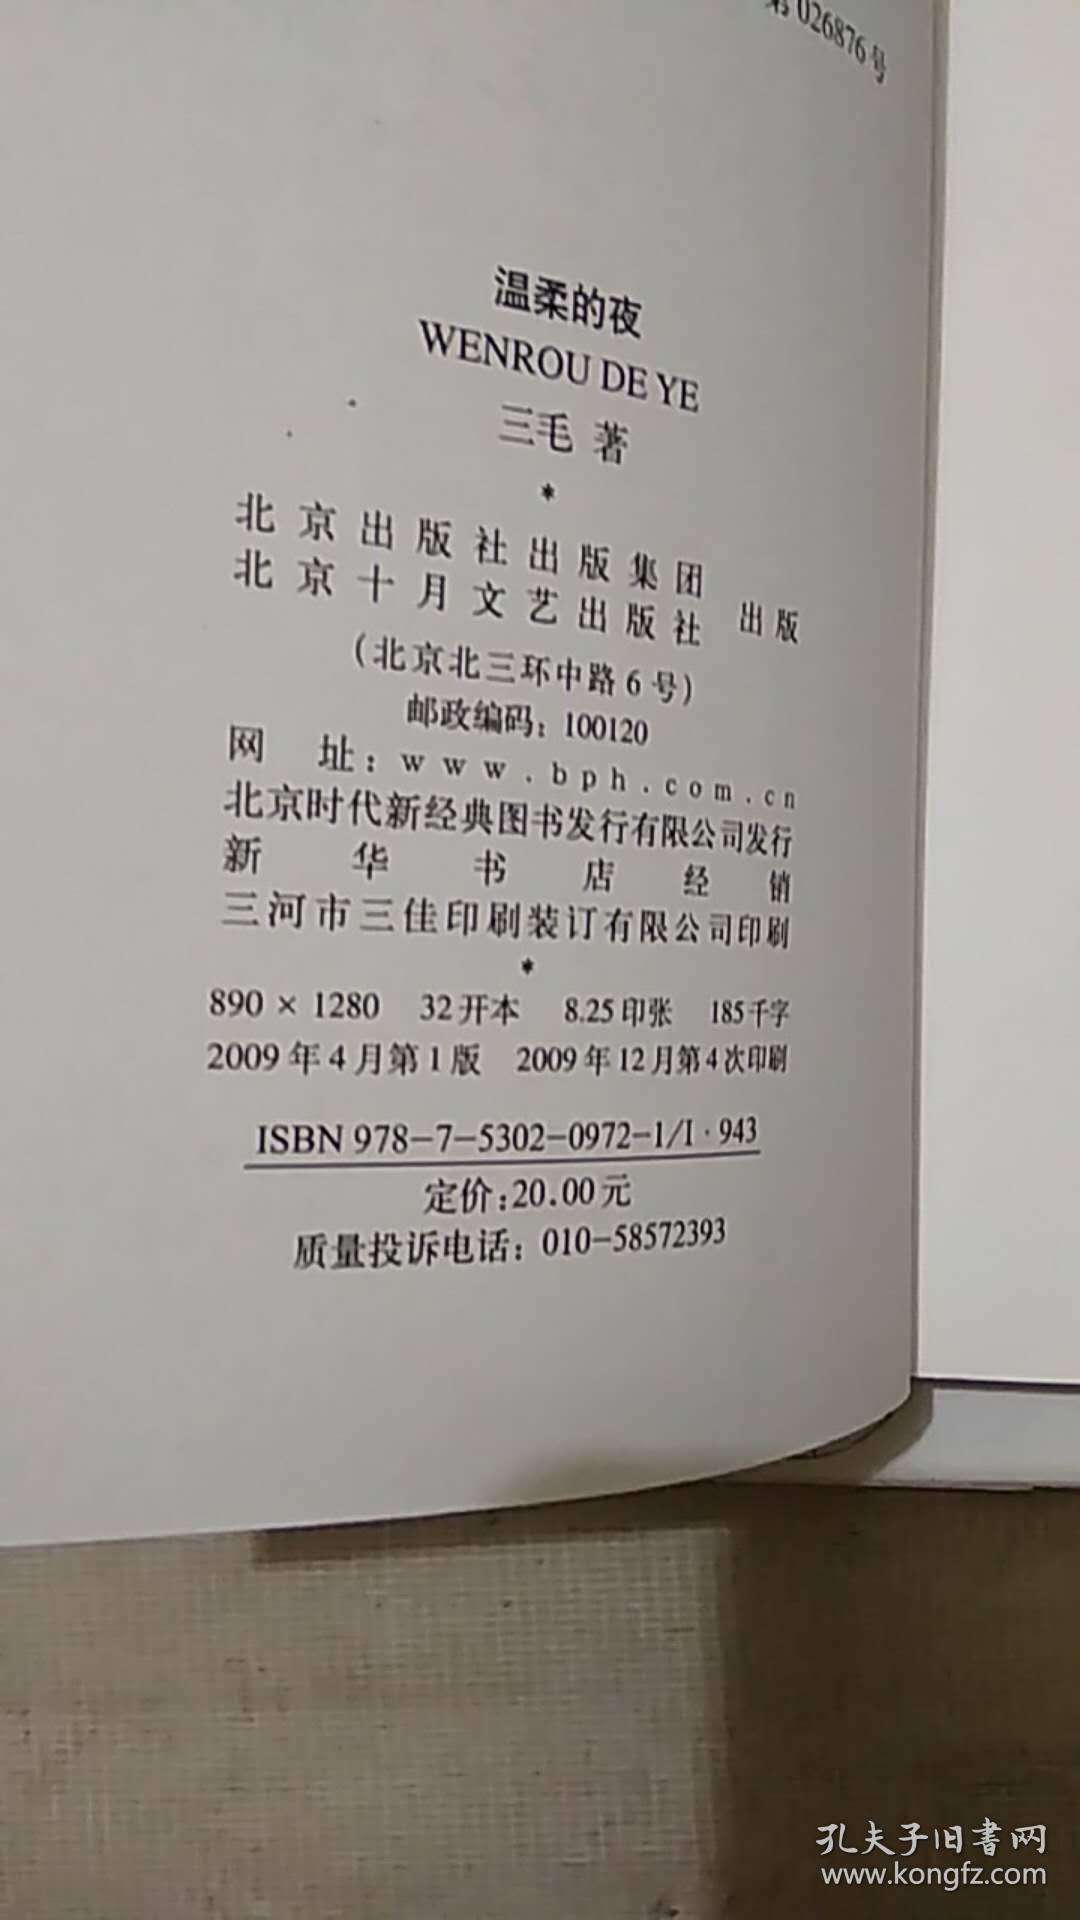 第026876号
温柔的夜
WENROU DE YE
三毛 著
*
北京出版社出版集团
北京十月文艺出版社 出版
（北京北三环中路6号）
邮政编码：100120
网 址：www.bph.com.cn
北京时代新经典图书发行有限公司发行
新华书店经销
三河市三佳印刷装订有限公司印刷
*
890×1280 32开本 8.25印张 185千字
2009年4月第1版 2009年12月第4次印刷
ISBN 978-7-5302-0972-1/I·943
定价:20.00元
质量投诉电话：010-58572393
孔夫子旧书网
www.kongfz.com